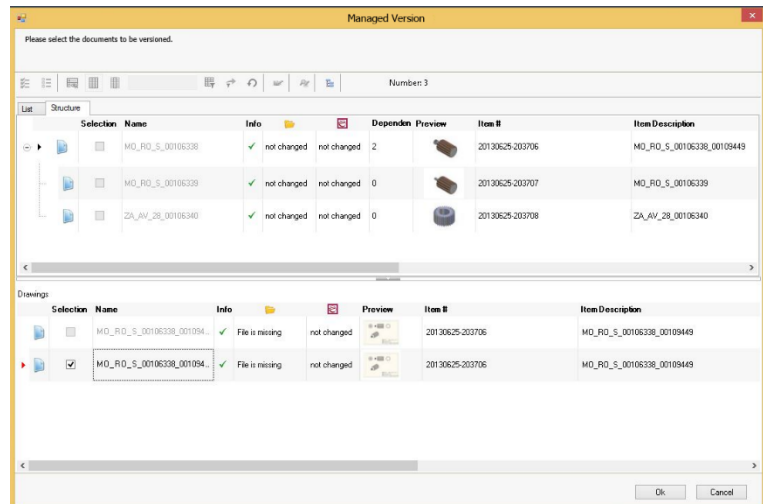 Managed Version
Please select the documents to be versioned.
Number: 3
List Structure
Selection Name Info Dependen Preview Item # Item Description
MO_RO_S_00106338 not changed not changed 2 20130625-203706 MO_RO_S_00106338_00109449
MO_RO_S_00106339 not changed not changed 0 20130625-203707 MO_RO_S_00106339
ZA_AV_28_00106340 not changed not changed 0 20130625-203708 ZA_AV_28_00106340
Drawings
Selection Name Info Preview Item # Item Description
MO_RO_S_00106338_001094... File is missing not changed 20130625-203706 MO_RO_S_00106338_00109449
MO_RO_S_00106338_001094... File is missing not changed 20130625-203706 MO_RO_S_00106338_00109449
Ok Cancel